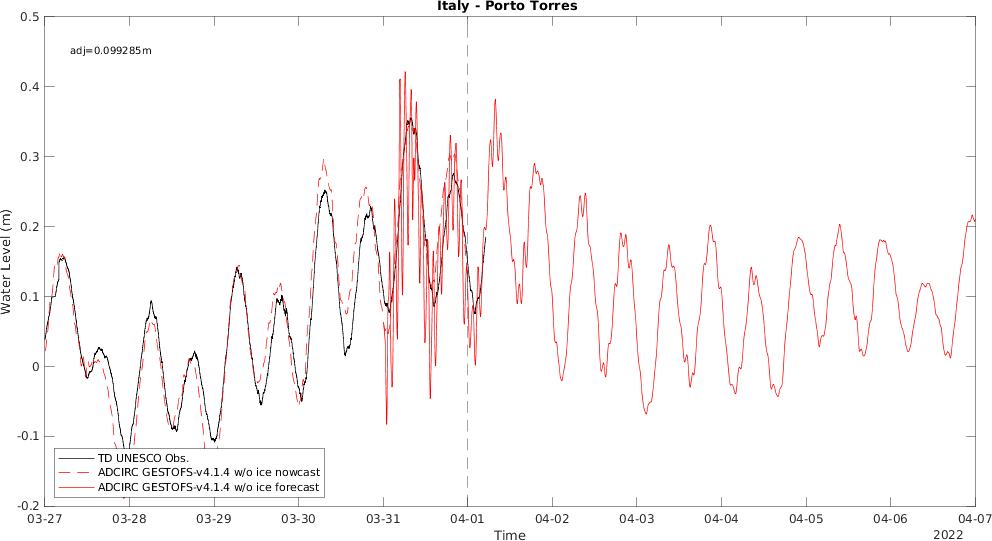 Italy - Porto Torres
adj=0.099285m
Water Level (m)
0.5
0.4
0.3
0.2
0.1
0
-0.1
-0.2
TD UNESCO Obs.
ADCIRC GESTOFS-v4.1.4 w/o ice nowcast
ADCIRC GESTOFS-v4.1.4 w/o ice forecast
03-27 03-28 03-29 03-30 03-31 04-01 04-02 04-03 04-04 04-05 04-06 04-07
Time
2022